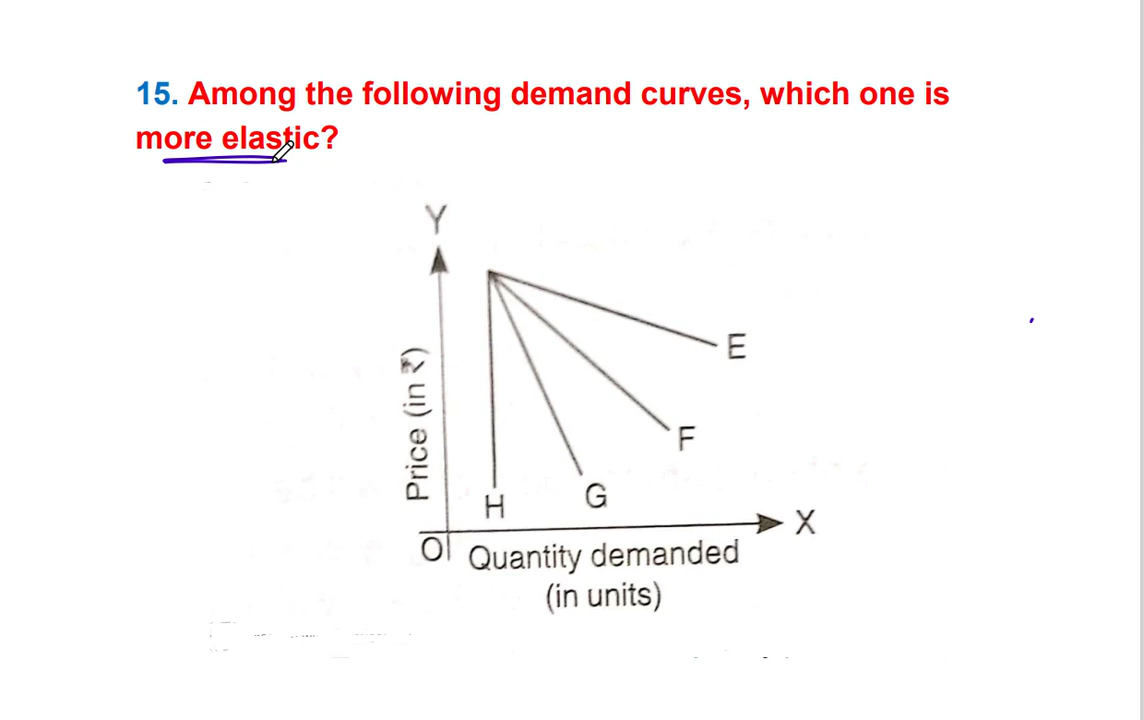 15. Among the following demand curves, which one is
more elastic?
Y
E
Price (in ₹)
F
G
H
X
O
Quantity demanded
(in units)